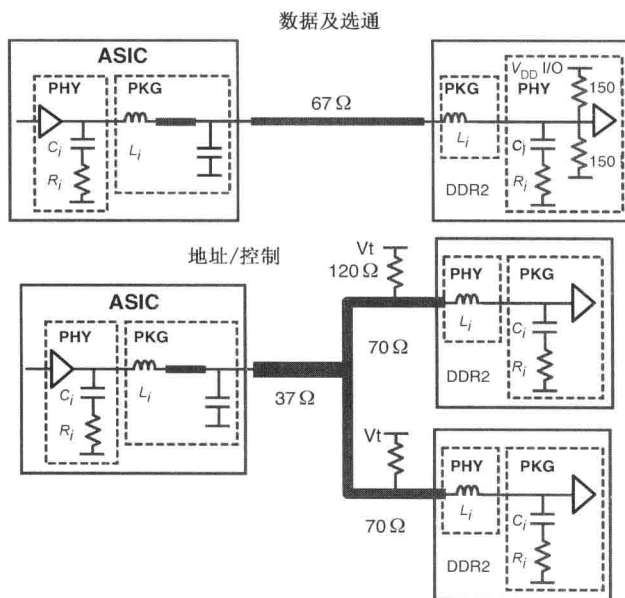 数据及选通
ASIC
PHY
PKG
C_i
R_i
L_i
67 Ω
PKG
PHY
V_DD I/O
150
L_i
C_i
R_i
150
DDR2
地址/控制
ASIC
PHY
PKG
C_i
R_i
L_i
37 Ω
Vt
120 Ω
70 Ω
PHY
PKG
L_i
C_i
R_i
DDR2
Vt
70 Ω
PHY
PKG
L_i
C_i
R_i
DDR2